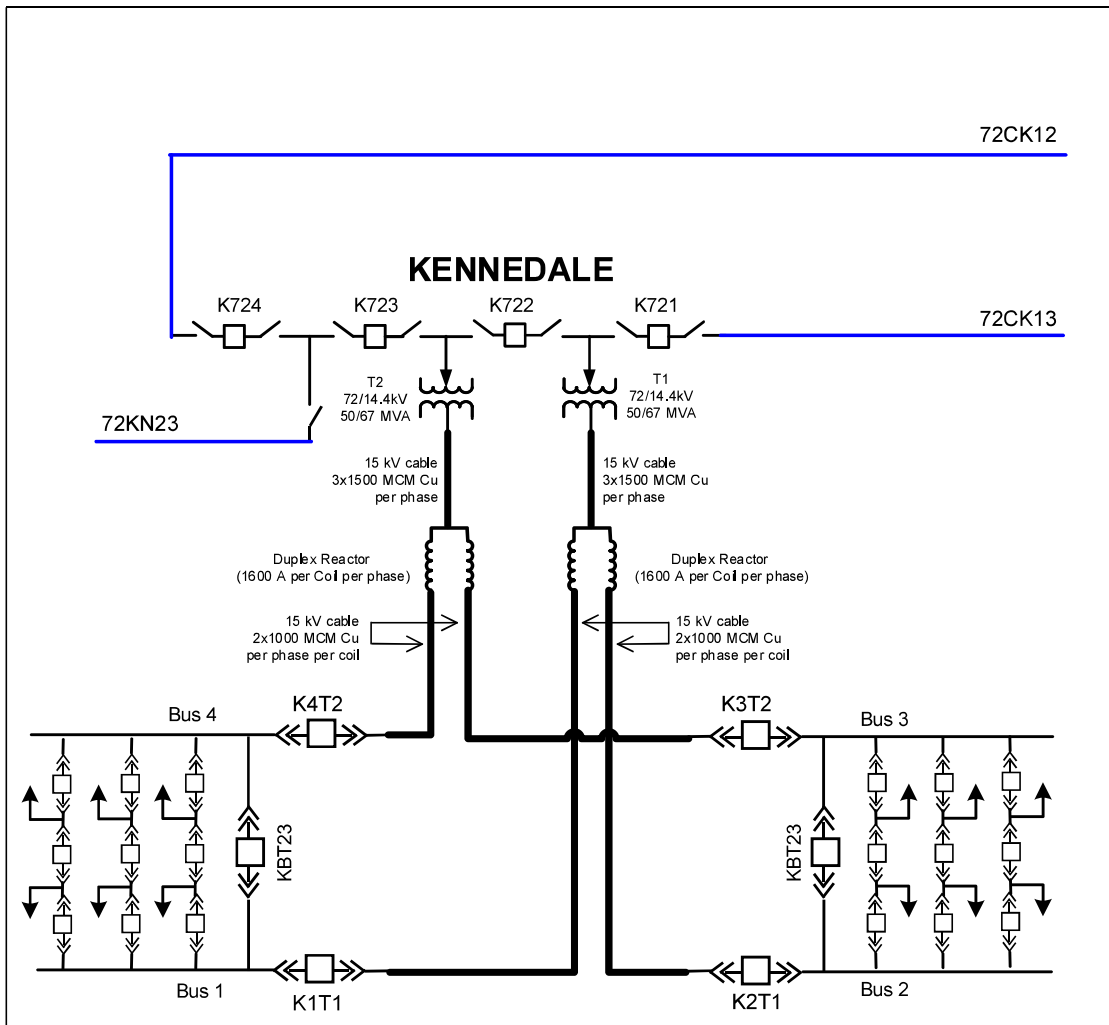 72CK12
KENNEDALE
K724
K723
K722
K721
72CK13
T2
72/14.4kV
50/67 MVA
T1
72/14.4kV
50/67 MVA
72KN23
15 kV cable
3x1500 MCM Cu
per phase
15 kV cable
3x1500 MCM Cu
per phase
Duplex Reactor
(1600 A per Coil per phase)
Duplex Reactor
(1600 A per Coil per phase)
15 kV cable
2x1000 MCM Cu
per phase per coil
15 kV cable
2x1000 MCM Cu
per phase per coil
K4T2
K3T2
Bus 4
Bus 3
KBT23
KBT23
Bus 1
K1T1
K2T1
Bus 2